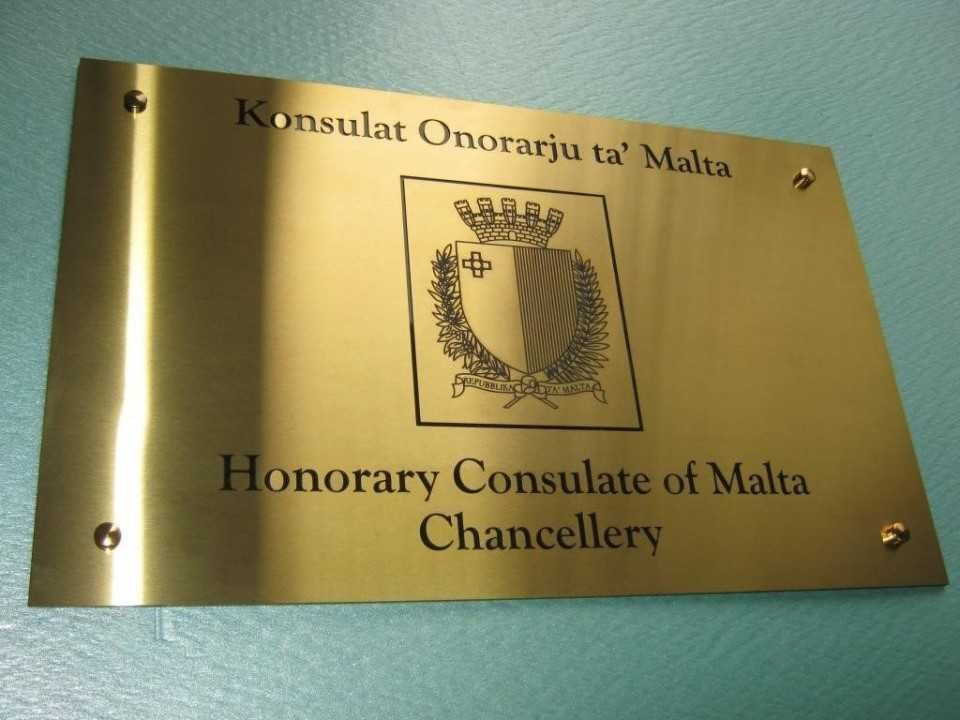 Konsulat Onorarju ta' Malta
REPUBBLIKA TA' MALTA
Honorary Consulate of Malta
Chancellery